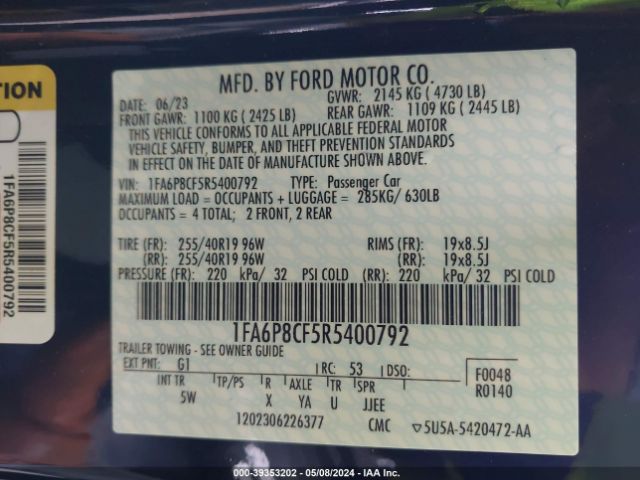 TION
1FA6P8CF5R5400792
MFD. BY FORD MOTOR CO.
DATE: 06/23 GVWR: 2145 KG ( 4730 LB)
FRONT GAWR: 1100 KG ( 2425 LB) REAR GAWR: 1109 KG ( 2445 LB)
THIS VEHICLE CONFORMS TO ALL APPLICABLE FEDERAL MOTOR
VEHICLE SAFETY, BUMPER, AND THEFT PREVENTION STANDARDS
IN EFFECT ON THE DATE OF MANUFACTURE SHOWN ABOVE.
VIN: 1FA6P8CF5R5400792 TYPE: Passenger Car
MAXIMUM LOAD = OCCUPANTS + LUGGAGE = 285KG/ 630LB
OCCUPANTS = 4 TOTAL; 2 FRONT, 2 REAR
TIRE (FR): 255/40R19 96W RIMS (FR): 19x8.5J
(RR): 255/40R19 96W (RR): 19x8.5J
PRESSURE (FR): 220 kPa/ 32 PSI COLD (RR): 220 kPa/ 32 PSI COLD
1FA6P8CF5R5400792
TRAILER TOWING - SEE OWNER GUIDE
EXT PNT: G1 RC: 53 DSO: F0048
INT TR TP/PS R AXLE TR SPR R0140
5W X YA U JJEE
1202306226377 CMC 5U5A-5420472-AA
IMAGE: ONLINE - 39353202 - 05/08/2024 - IAA Inc.